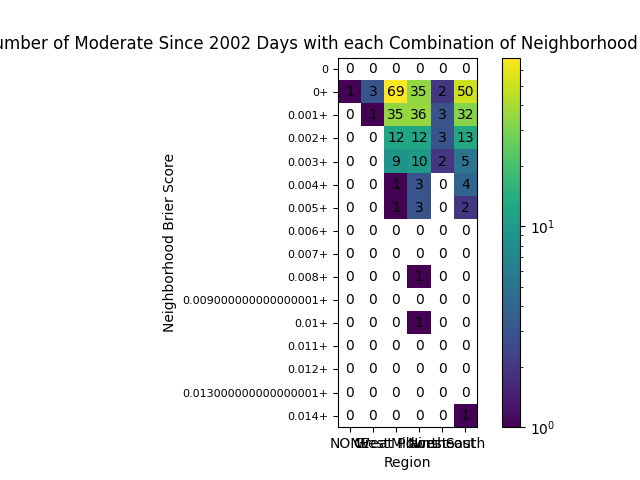 umber of Moderate Since 2002 Days with each Combination of Neighborhood
0 0 0 0 0 0 0
0+ 1 3 69 35 2 50
0.001+ 0 1 35 36 3 32
0.002+ 0 0 12 12 3 13
0.003+ 0 0 9 10 2 5
0.004+ 0 0 1 3 0 4
0.005+ 0 0 1 3 0 2
0.006+ 0 0 0 0 0 0
0.007+ 0 0 0 0 0 0
0.008+ 0 0 0 1 0 0
0.009000000000000001+ 0 0 0 0 0 0
0.01+ 0 0 0 1 0 0
0.011+ 0 0 0 0 0 0
0.012+ 0 0 0 0 0 0
0.013000000000000001+ 0 0 0 0 0 0
0.014+ 0 0 0 0 0 1
Neighborhood Brier Score
Region
10^1
10^0